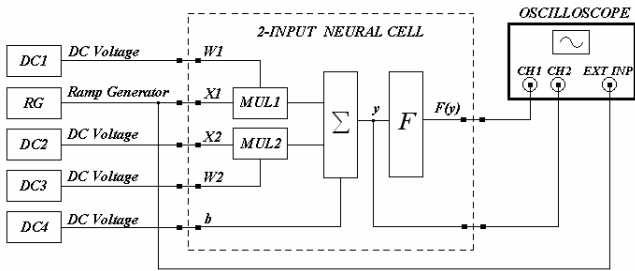 OSCILLOSCOPE
2-INPUT NEURAL CELL
DC1 DC Voltage W1
RG Ramp Generator X1 MUL1
DC2 DC Voltage X2 MUL2
DC3 DC Voltage W2
DC4 DC Voltage b
Σ y F F(y)
CH1 CH2 EXT INP